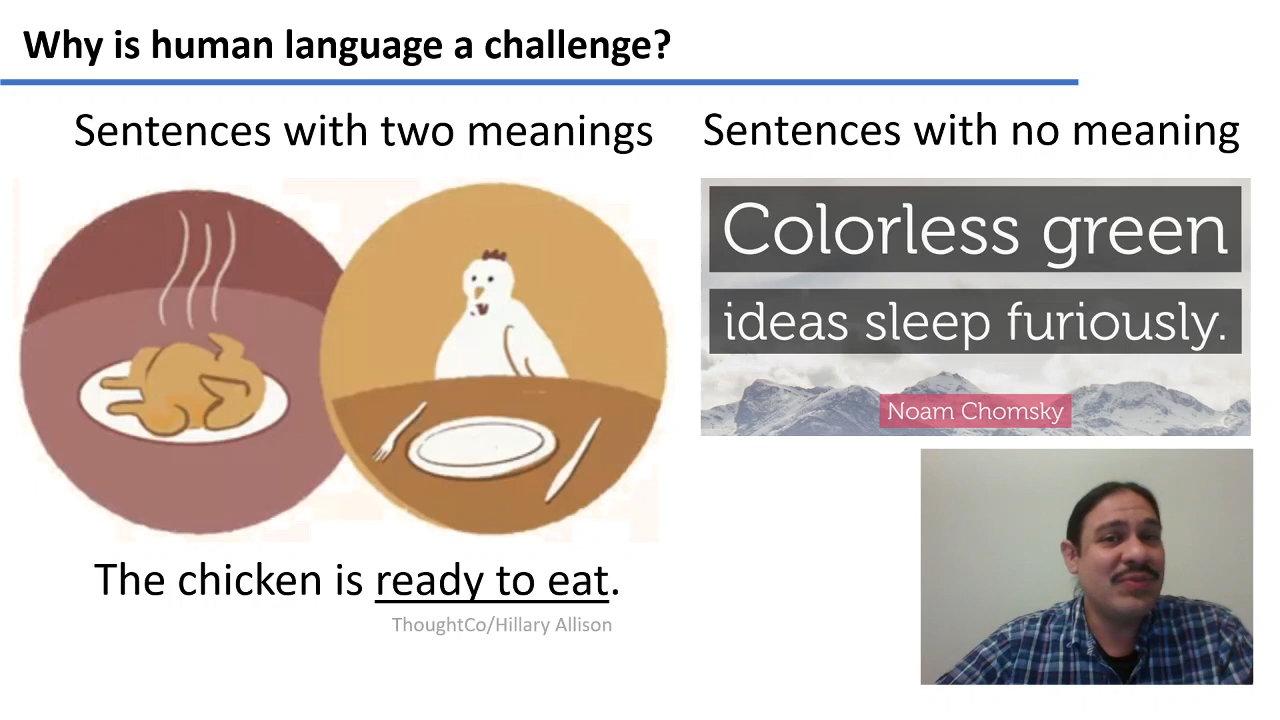 Why is human language a challenge?
Sentences with two meanings
The chicken is ready to eat.
ThoughtCo/Hillary Allison
Sentences with no meaning
Colorless green
ideas sleep furiously.
Noam Chomsky